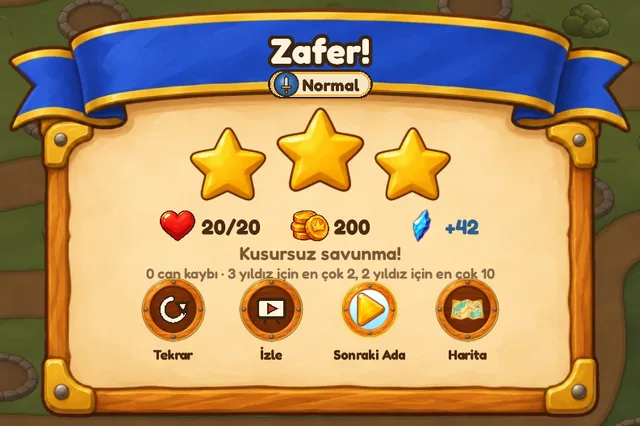 Zafer!
Normal
20/20 200 +42
Kusursuz savunma!
0 can kaybı · 3 yıldız için en çok 2, 2 yıldız için en çok 10
Tekrar İzle Sonraki Ada Harita